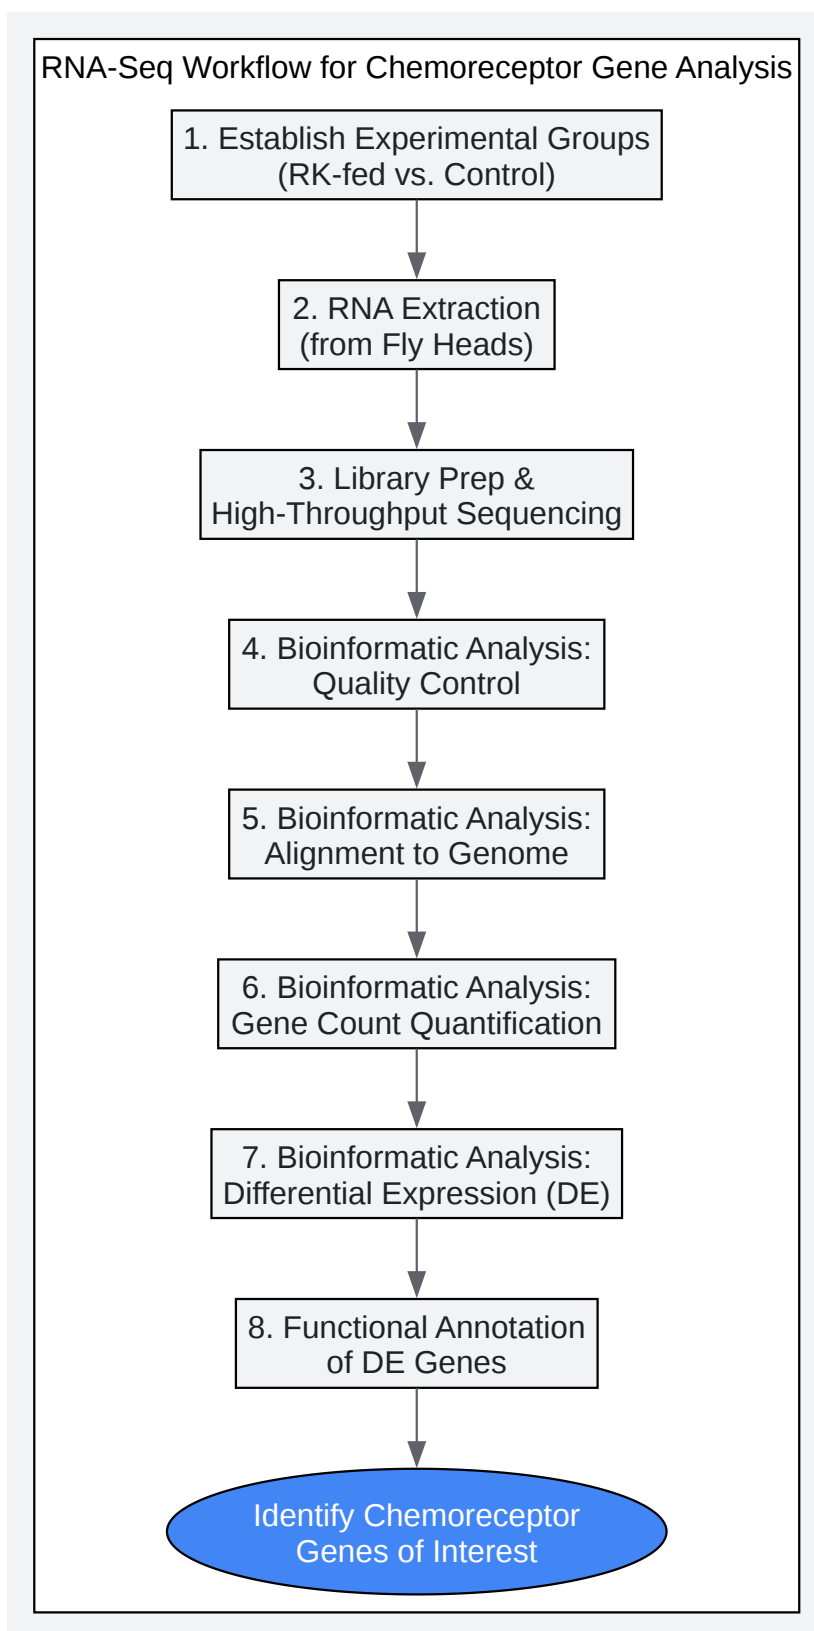 RNA-Seq Workflow for Chemoreceptor Gene Analysis
1. Establish Experimental Groups
(RK-fed vs. Control)
2. RNA Extraction
(from Fly Heads)
3. Library Prep &
High-Throughput Sequencing
4. Bioinformatic Analysis:
Quality Control
5. Bioinformatic Analysis:
Alignment to Genome
6. Bioinformatic Analysis:
Gene Count Quantification
7. Bioinformatic Analysis:
Differential Expression (DE)
8. Functional Annotation
of DE Genes
Identify Chemoreceptor
Genes of Interest